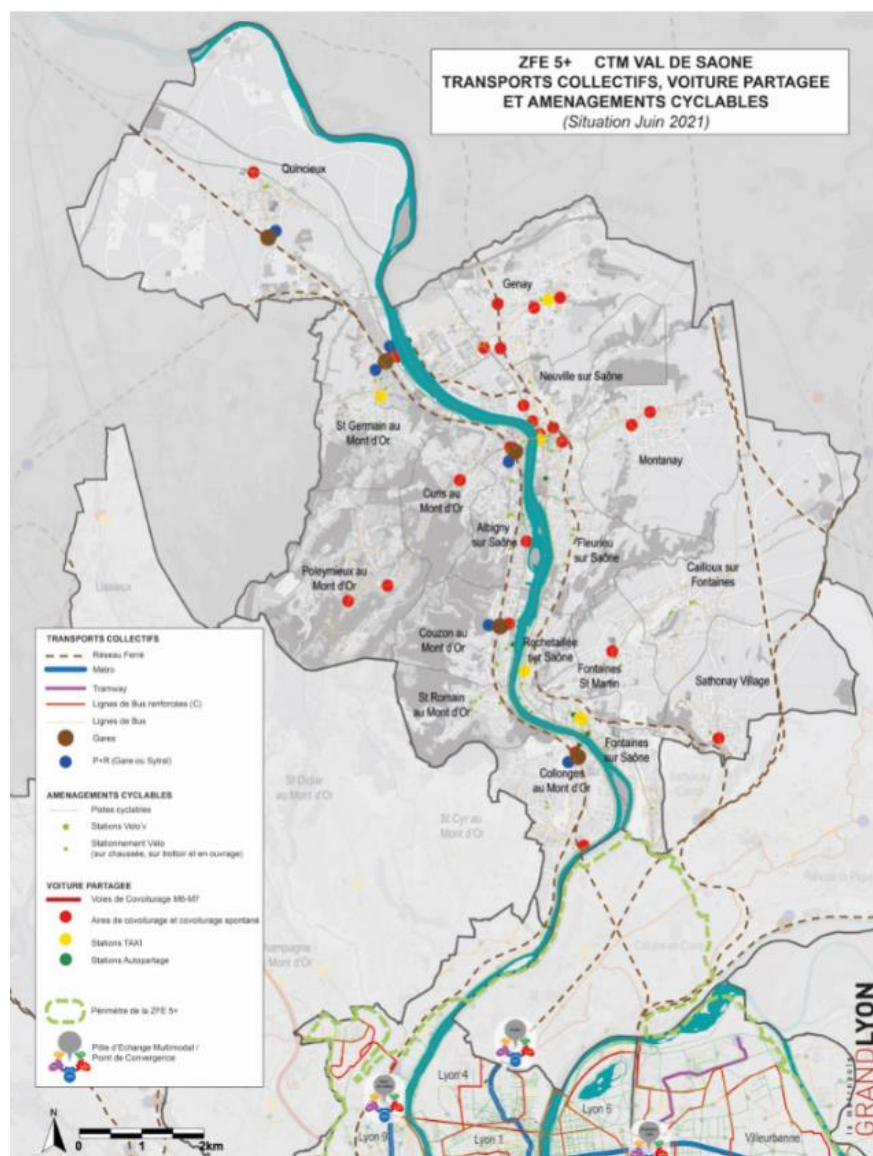 ZFE 5+ CTM VAL DE SAONE
TRANSPORTS COLLECTIFS, VOITURE PARTAGEE
ET AMENAGEMENTS CYCLABLES
(Situation Juin 2021)
Quincieux
Genay
Neuville sur Saône
St Germain au
Mont d'Or
Montanay
Curis au
Mont d'Or
Albigny
sur Saône
Fleurieu
sur Saône
Lissieu
Poleymieux au
Mont d'Or
Cailloux sur
Fontaines
Couzon au
Mont d'Or
Rochetaillée
sur Saône
Fontaines
St Martin
Sathonay Village
St Romain
au Mont d'Or
Fontaines
sur Saône
Collonges
au Mont d'Or
St Didier
au Mont d'Or
Sathonay
Camp
St Cyr au
Mont d'Or
Champagne
au Mont d'Or
TRANSPORTS COLLECTIFS
Réseau Ferré
Métro
Tramway
Lignes de Bus renforcées (C)
Lignes de Bus
Gares
P+R (Gare ou Sytral)
AMENAGEMENTS CYCLABLES
Pistes cyclables
Stations Velo'v
Stationnement Vélo
(sur chaussée, sur trottoir et en ouvrage)
VOITURE PARTAGEE
Voies de Covoiturage M6-M7
Aires de covoiturage et covoiturage spontané
Stations TAXI
Stations Autopartage
Périmètre de la ZFE 5+
Pôle d'Echange Multimodal /
Point de Convergence
N
0 1 2km
Lyon 4
Lyon 9
Lyon 1
Lyon 6
Villeurbanne
la métropole
GRANDLYON